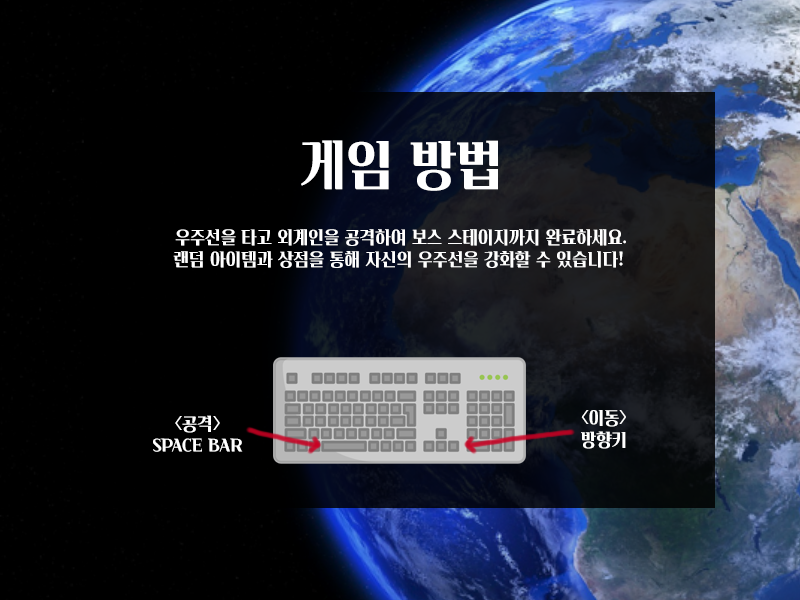 게임 방법
우주선을 타고 외계인을 공격하여 보스 스테이지까지 완료하세요.
랜덤 아이템과 상점을 통해 자신의 우주선을 강화할 수 있습니다!
<공격>
SPACE BAR
<이동>
방향키